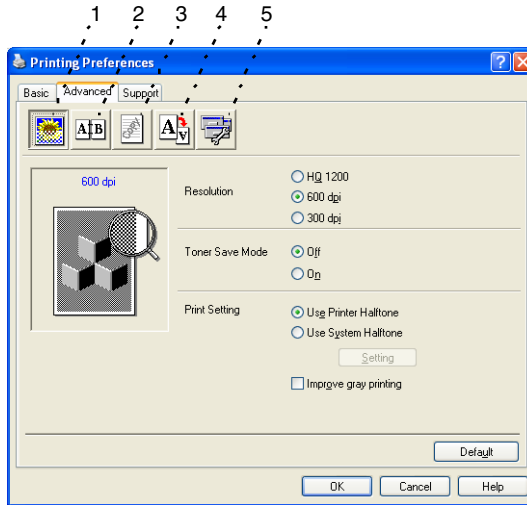 1 2 3 4 5
Printing Preferences
Basic Advanced Support
A B COPY A A
600 dpi
Resolution
HQ 1200
600 dpi
300 dpi
Toner Save Mode
Off
On
Print Setting
Use Printer Halftone
Use System Halftone
Setting
Improve gray printing
Default
OK Cancel Help